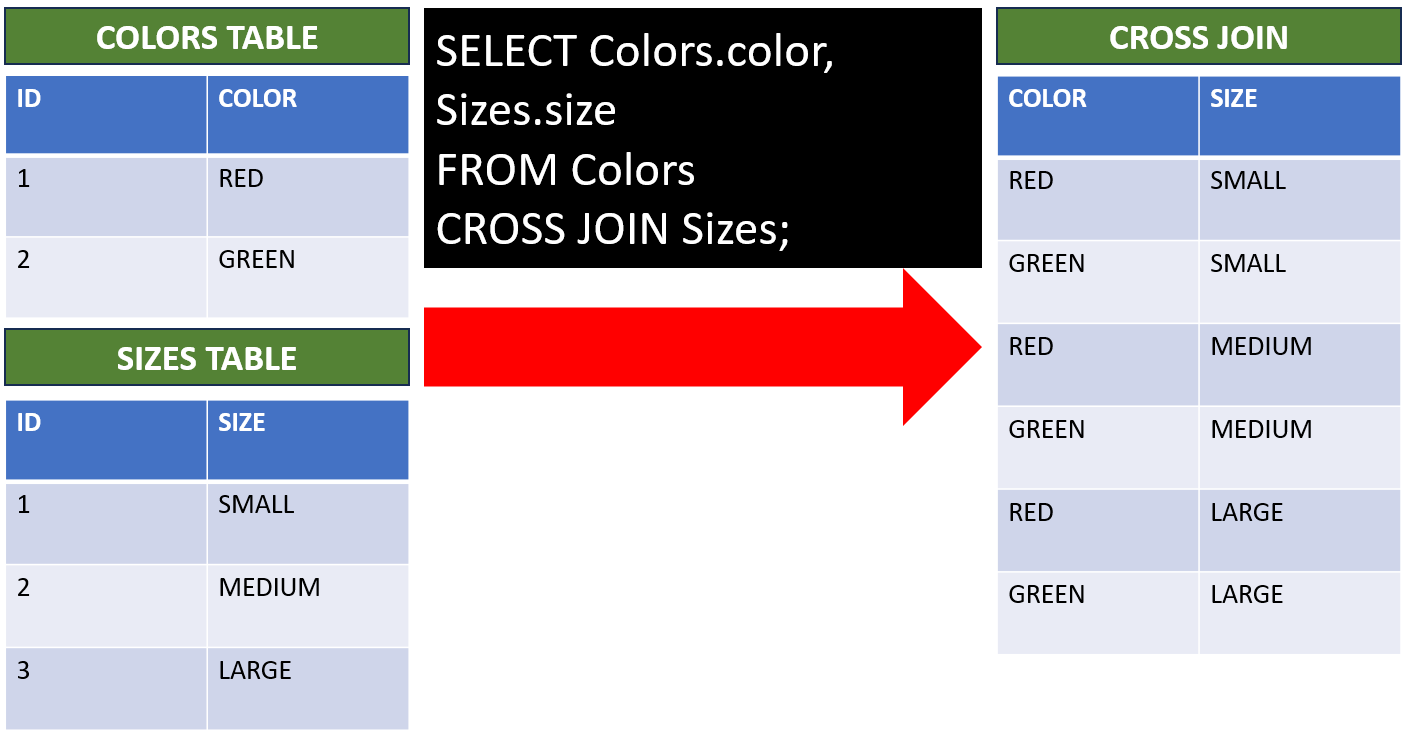 COLORS TABLE
ID COLOR
1 RED
2 GREEN
SIZES TABLE
ID SIZE
1 SMALL
2 MEDIUM
3 LARGE
SELECT Colors.color,
Sizes.size
FROM Colors
CROSS JOIN Sizes;
CROSS JOIN
COLOR SIZE
RED SMALL
GREEN SMALL
RED MEDIUM
GREEN MEDIUM
RED LARGE
GREEN LARGE